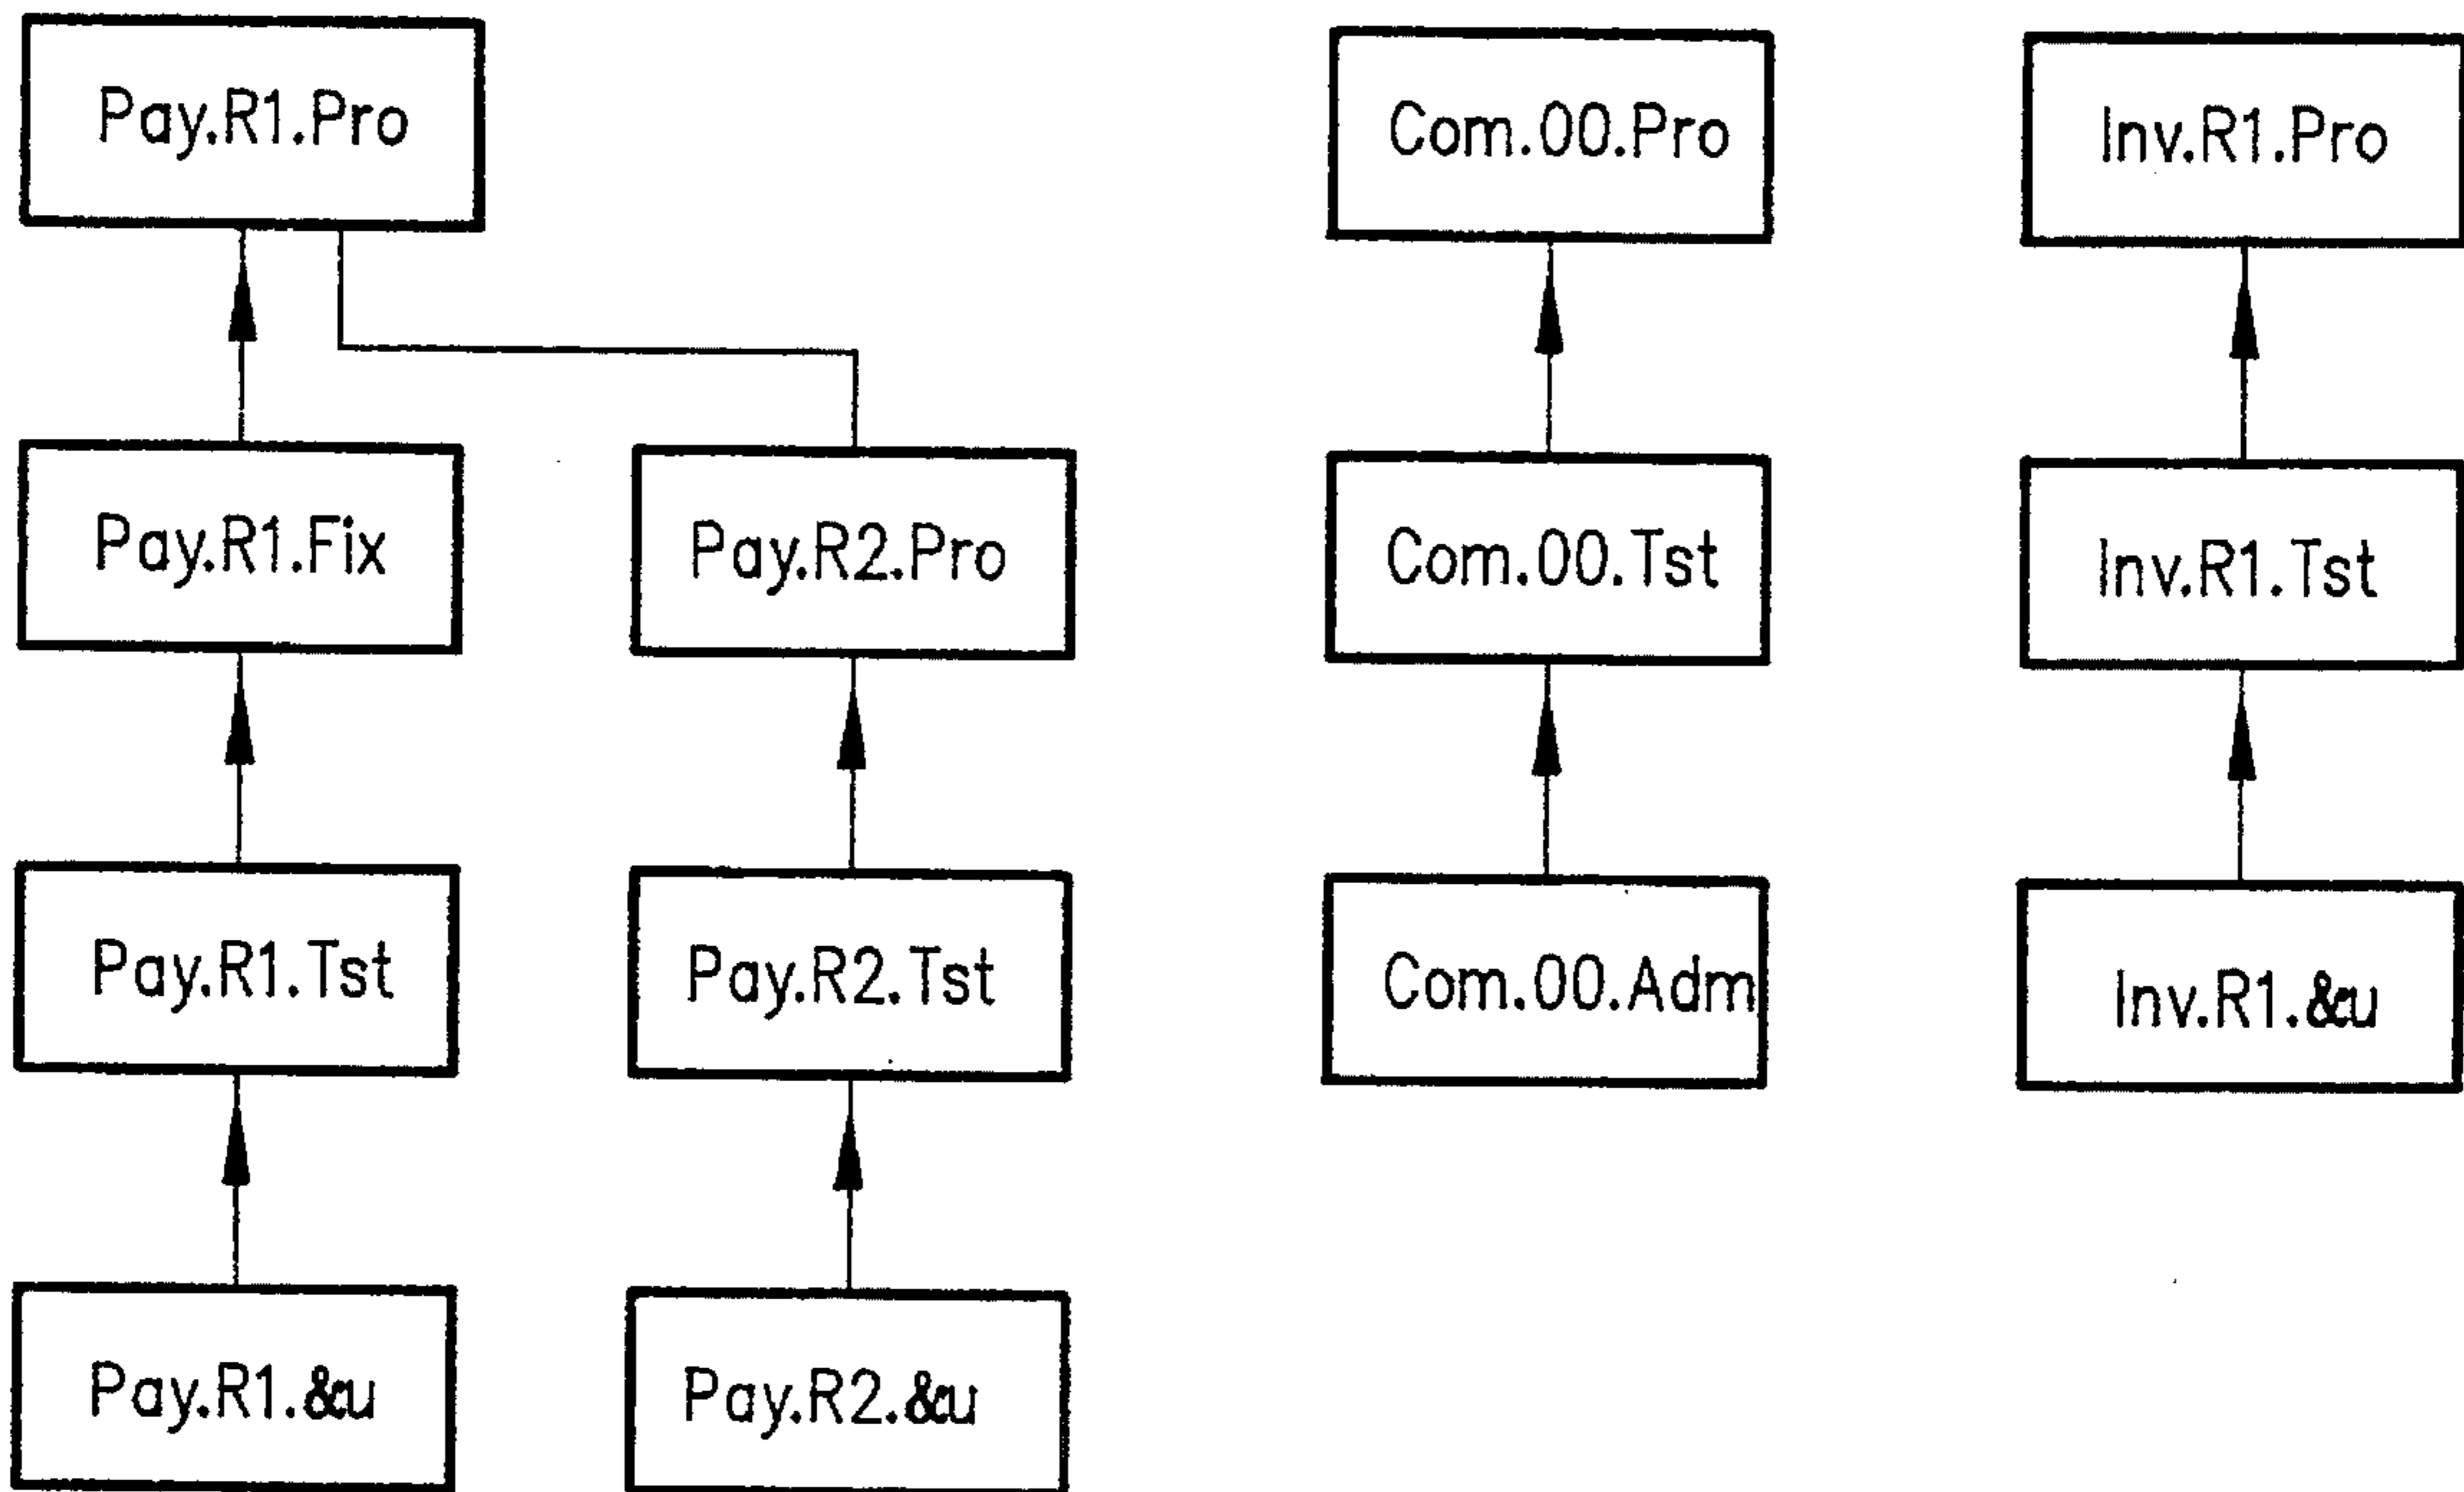 Pay.R1.Pro
Com.00.Pro
Inv.R1.Pro
Pay.R1.Fix
Pay.R2.Pro
Com.00.Tst
Inv.R1.Tst
Pay.R1.Tst
Pay.R2.Tst
Com.00.Adm
Inv.R1.&u
Pay.R1.&u
Pay.R2.&u